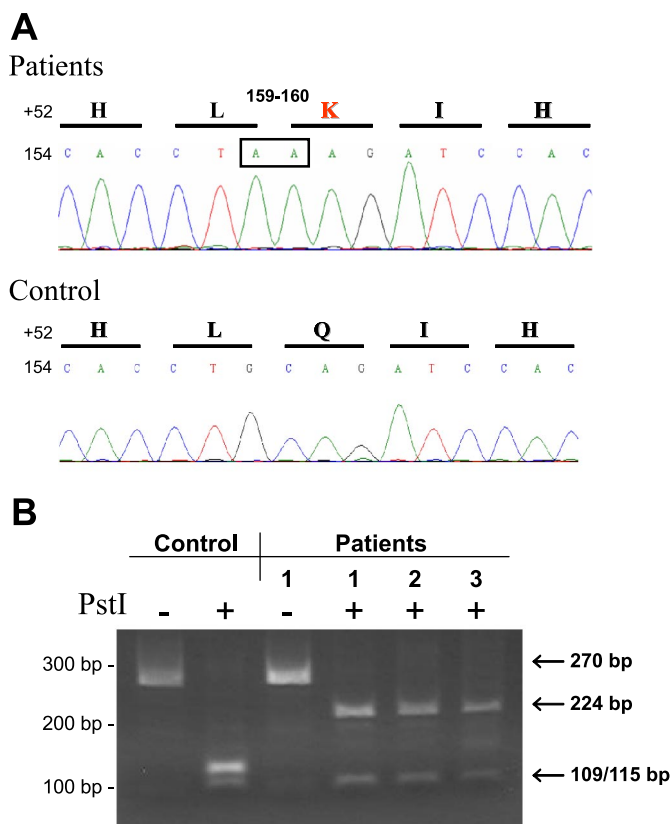 A
Patients
159-160
+52 H L K I H
154 C A C C T A A A G A T C C A C
Control
+52 H L Q I H
154 C A C C T G C A G A T C C A C
B
Control Patients
1 1 2 3
PstI - + - + + +
300 bp - ← 270 bp
← 224 bp
200 bp -
100 bp - ← 109/115 bp